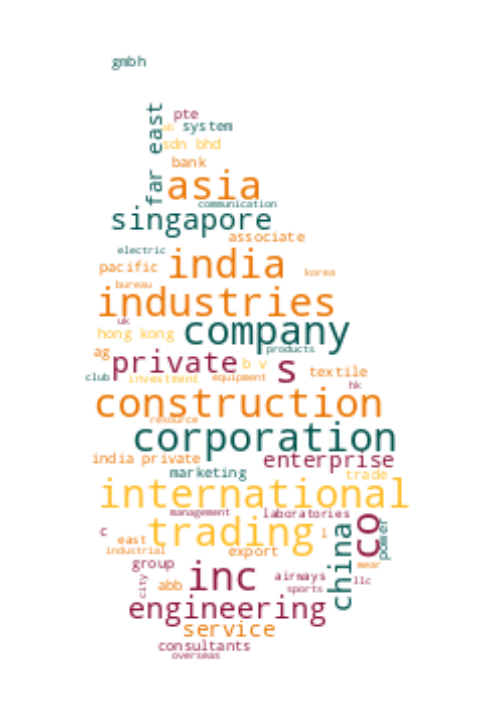 gmbh
pte
far east
ab
system
sdn bhd
bank
asia
communication
singapore
associate
electric
india
pacific
korea
bureau
industries
uk
company
hong kong
products
ag
private
b v
s
textile
club
investment
equipment
hk
construction
resource
corporation
india private
enterprise
marketing
trade
international
management
laboratories
co
c
trading
l
china
power
east
industrial
export
group
wear
inc
airways
city
abb
sports
llc
engineering
service
consultants
overseas